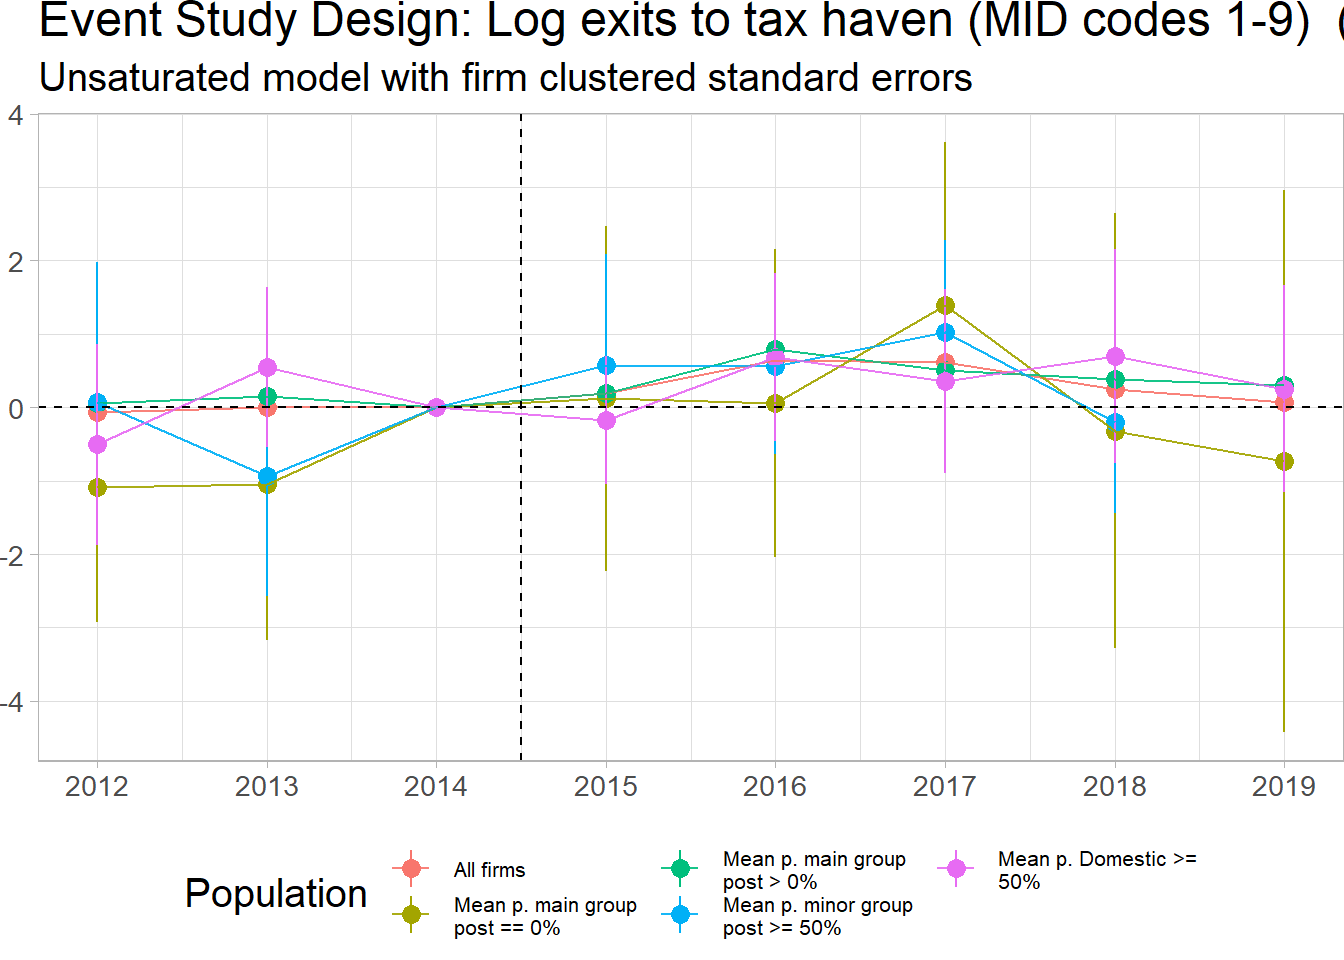 Event Study Design: Log exits to tax haven (MID codes 1-9) (
Unsaturated model with firm clustered standard errors
4
2
0
-2
-4
2012 2013 2014 2015 2016 2017 2018 2019
Population
All firms
Mean p. main group
post == 0%
Mean p. main group
post > 0%
Mean p. minor group
post >= 50%
Mean p. Domestic >=
50%